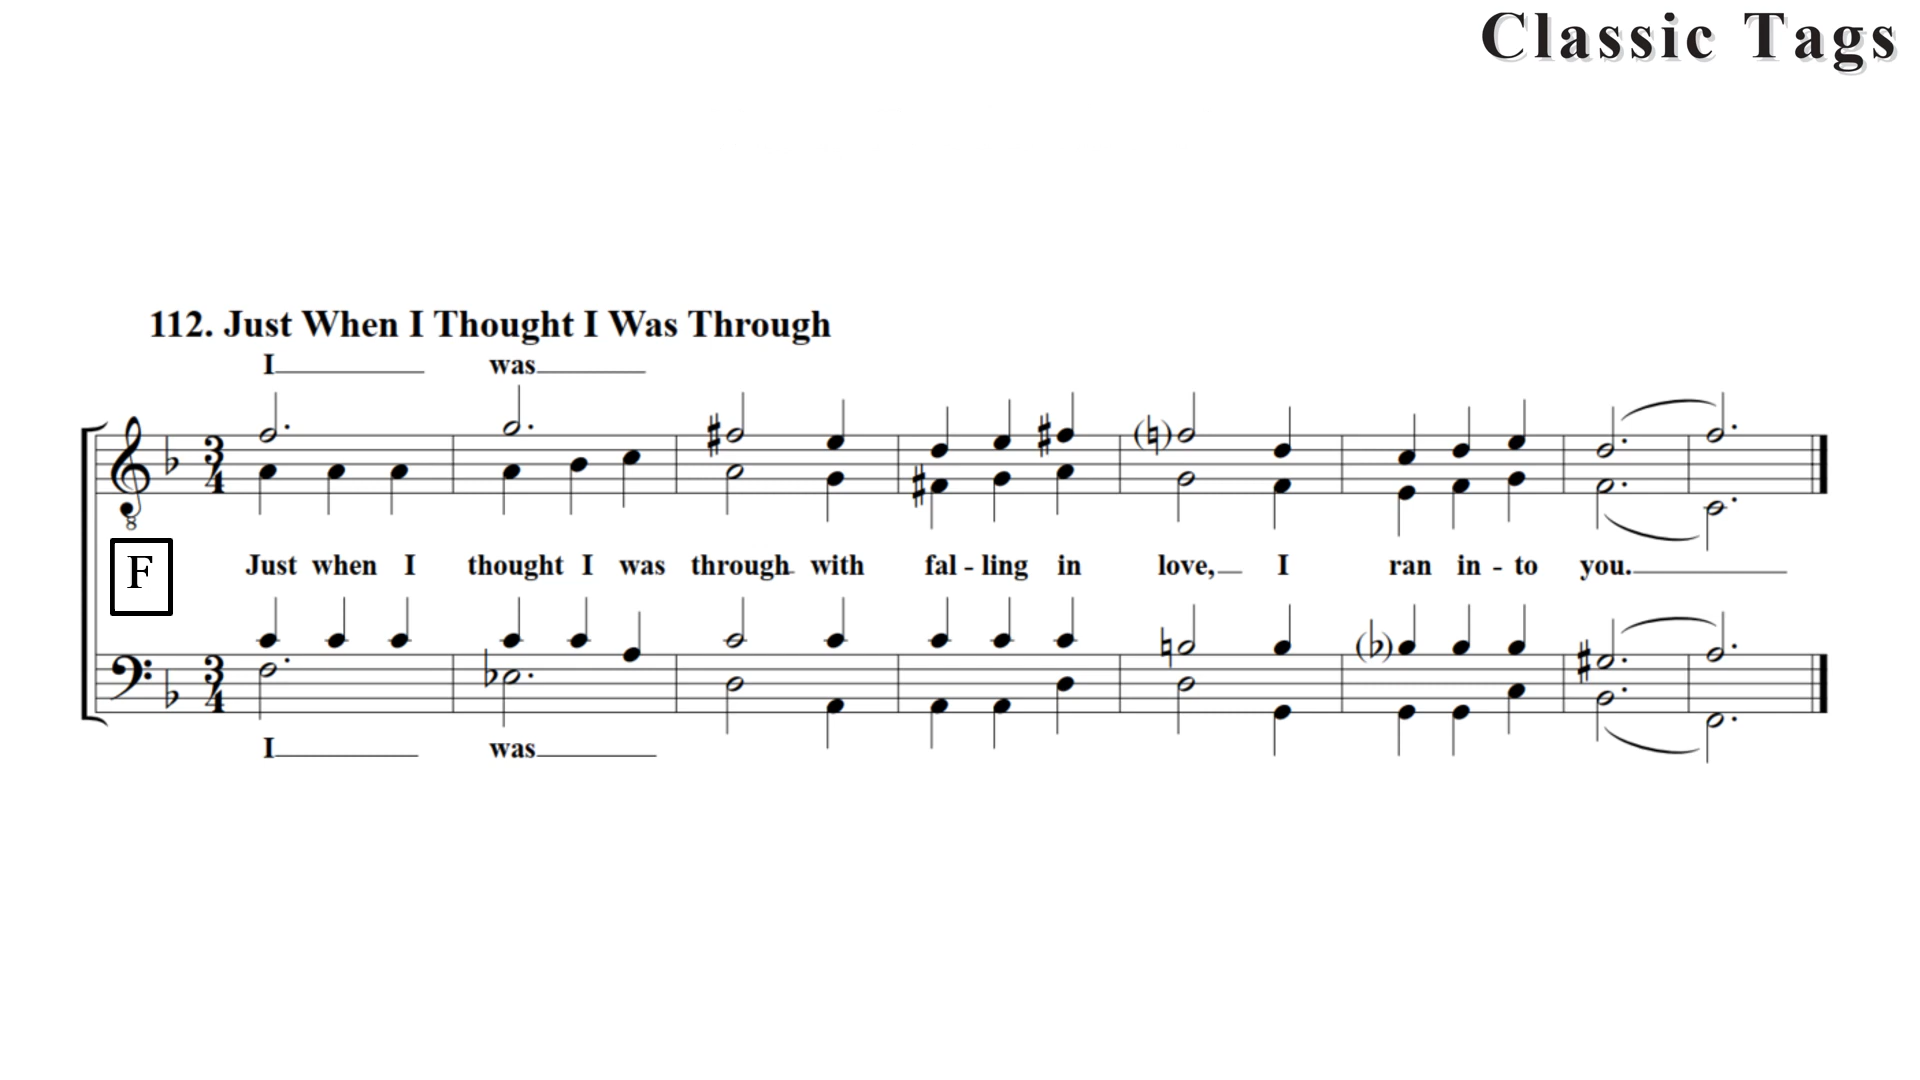 Classic Tags
112. Just When I Thought I Was Through
I was
F
Just when I thought I was through with fal - ling in love, I ran in - to you.
I was